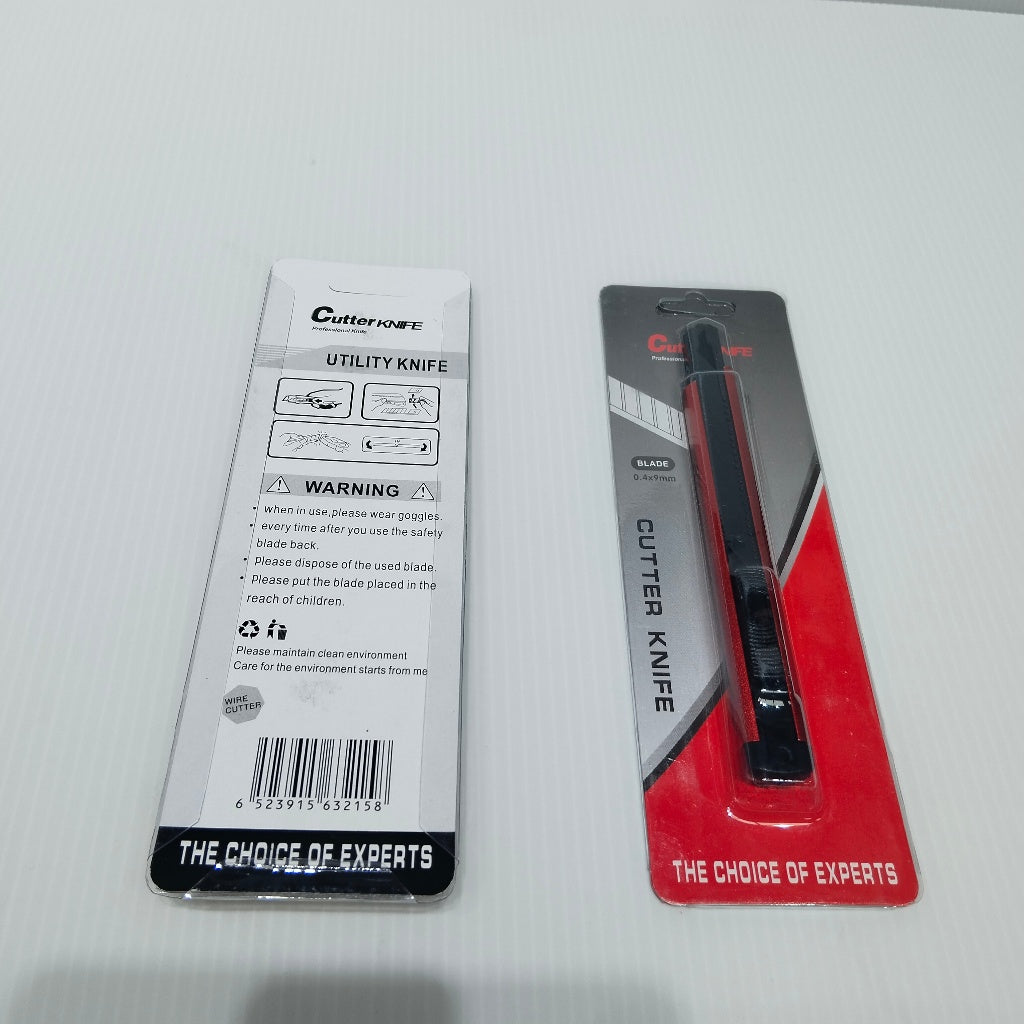 Cutter KNIFE
Professional Knife
UTILITY KNIFE
WARNING
• when in use,please wear goggles.
• every time after you use the safety
blade back.
• Please dispose of the used blade.
• Please put the blade placed in the
reach of children.
Please maintain clean environment
Care for the environment starts from me
WIRE
CUTTER
6 523915 632158
THE CHOICE OF EXPERTS
Professional
BLADE
0.4x9mm
CUTTER KNIFE
THE CHOICE OF EXPERTS